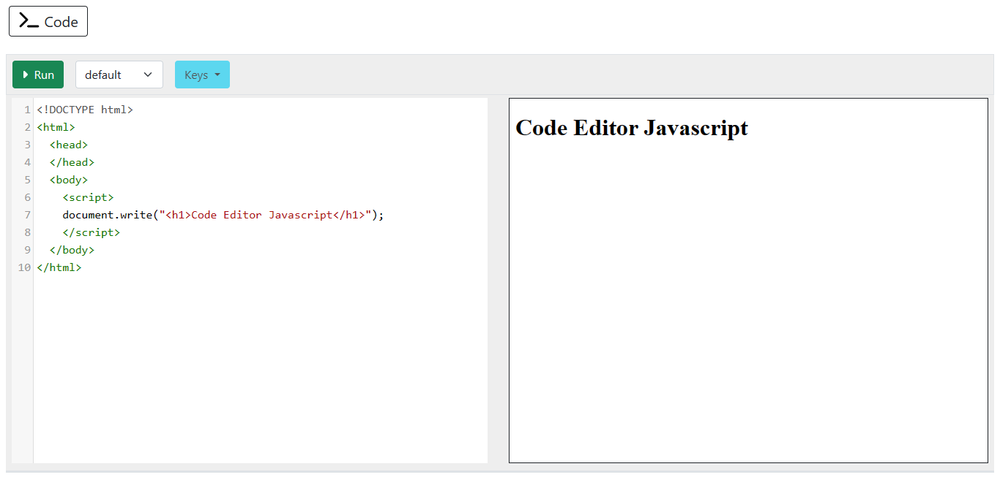 Code
Run default Keys
1 <!DOCTYPE html>
2 <html>
3   <head>
4   </head>
5   <body>
6     <script>
7     document.write("<h1>Code Editor Javascript</h1>");
8     </script>
9   </body>
10 </html>
Code Editor Javascript